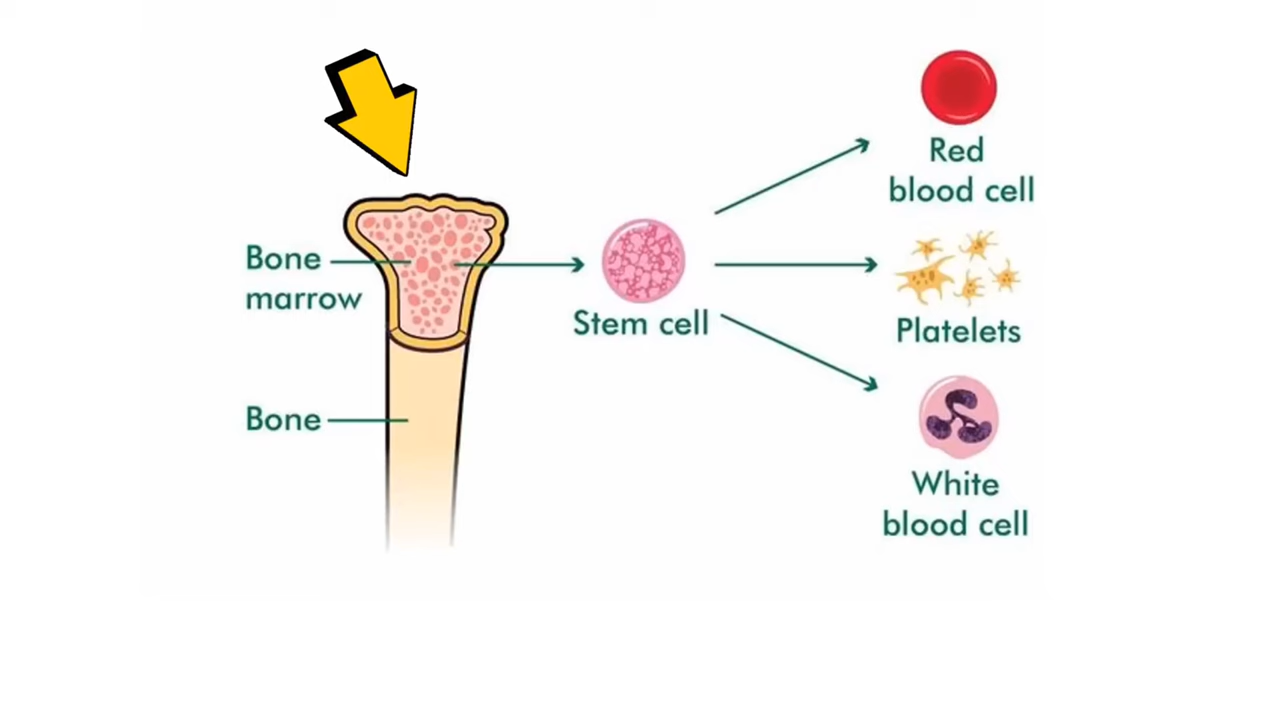 Red
blood cell
Bone
marrow
Stem cell
Platelets
Bone
White
blood cell